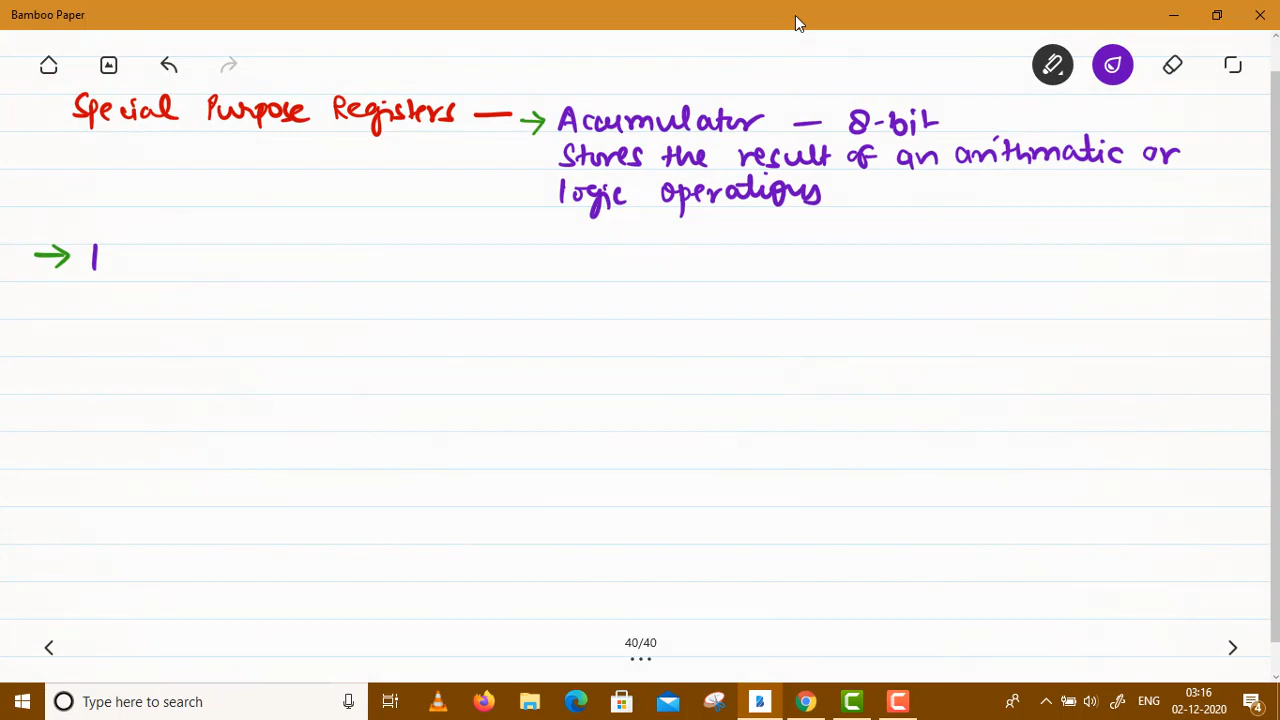 Bamboo Paper
Special Purpose Registers — → Accumulator — 8-bit
Stores the result of an arithmatic or
logic operations
→ I
40/40
Type here to search
ENG
03:16
02-12-2020
4